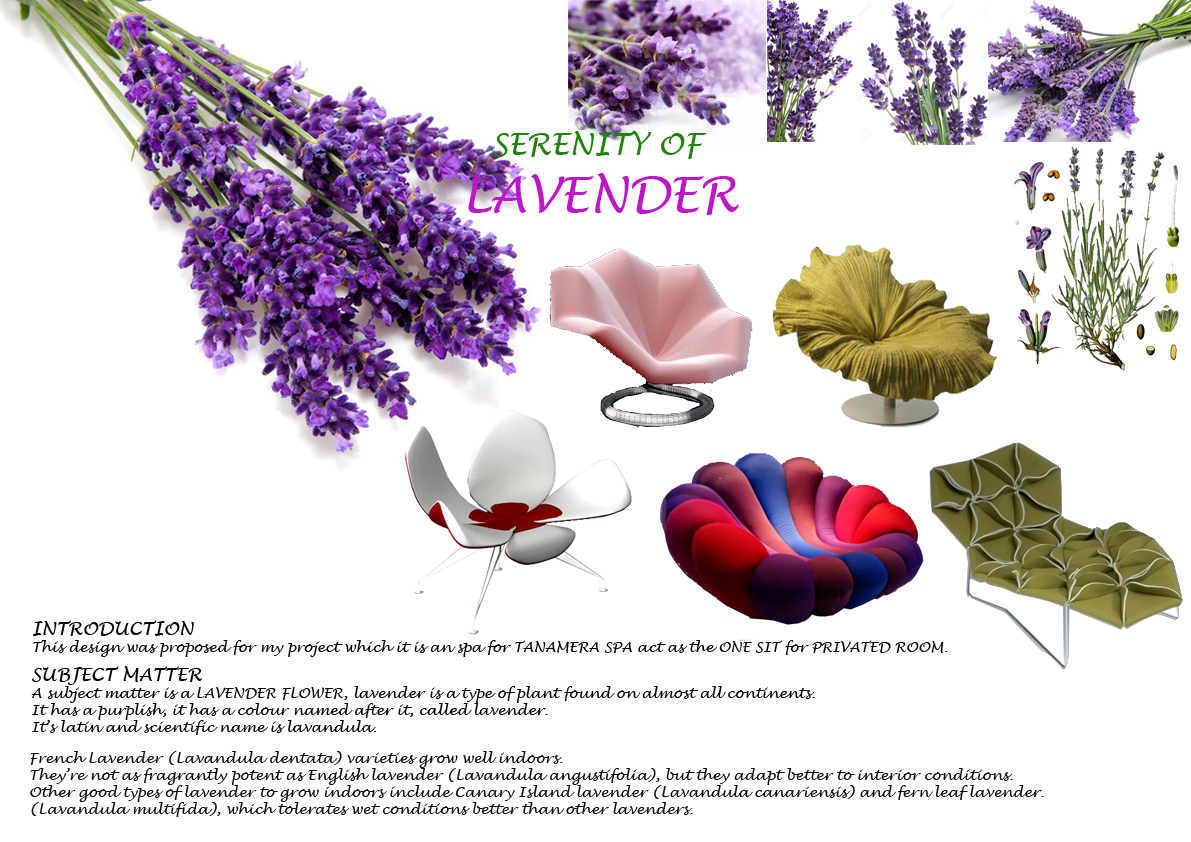 SERENITY OF
LAVENDER
INTRODUCTION
This design was proposed for my project which it is an spa for TANAMERA SPA act as the ONE SIT for PRIVATED ROOM.
SUBJECT MATTER
A subject matter is a LAVENDER FLOWER, lavender is a type of plant found on almost all continents.
It has a purplish, it has a colour named after it, called lavender.
It's latin and scientific name is lavandula.
French Lavender (Lavandula dentata) varieties grow well indoors.
They're not as fragrantly potent as English lavender (Lavandula angustifolia), but they adapt better to interior conditions.
Other good types of lavender to grow indoors include Canary Island lavender (Lavandula canariensis) and fern leaf lavender.
(Lavandula multifida), which tolerates wet conditions better than other lavenders.